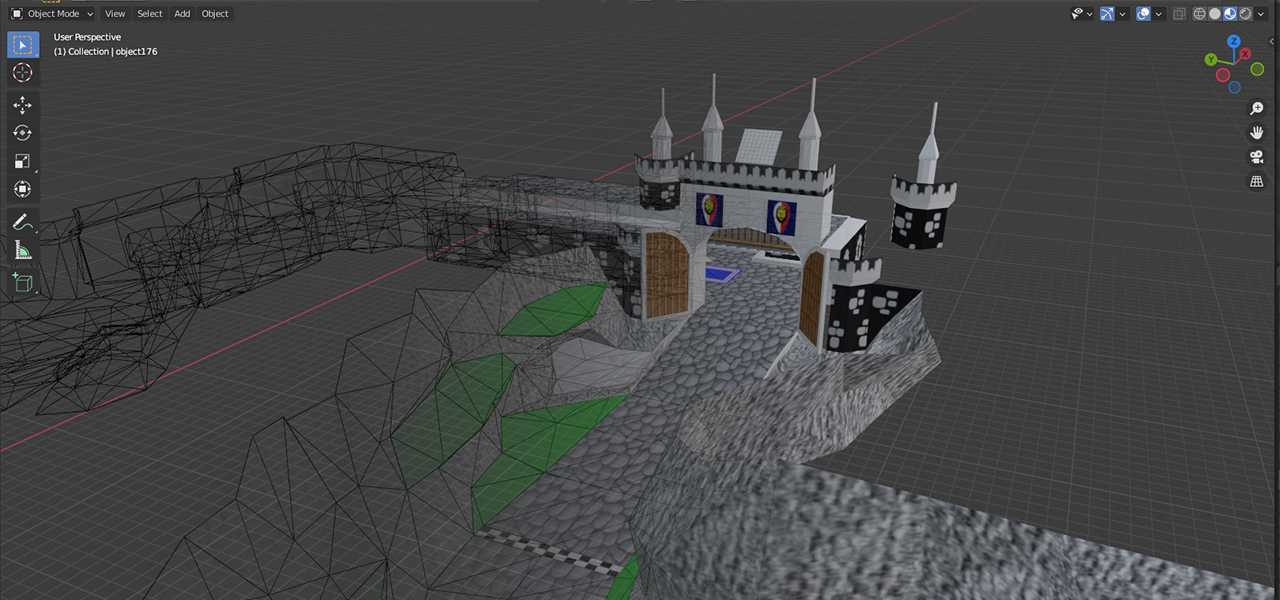 Object Mode View Select Add Object
User Perspective
(1) Collection | object176
Z
X
Y